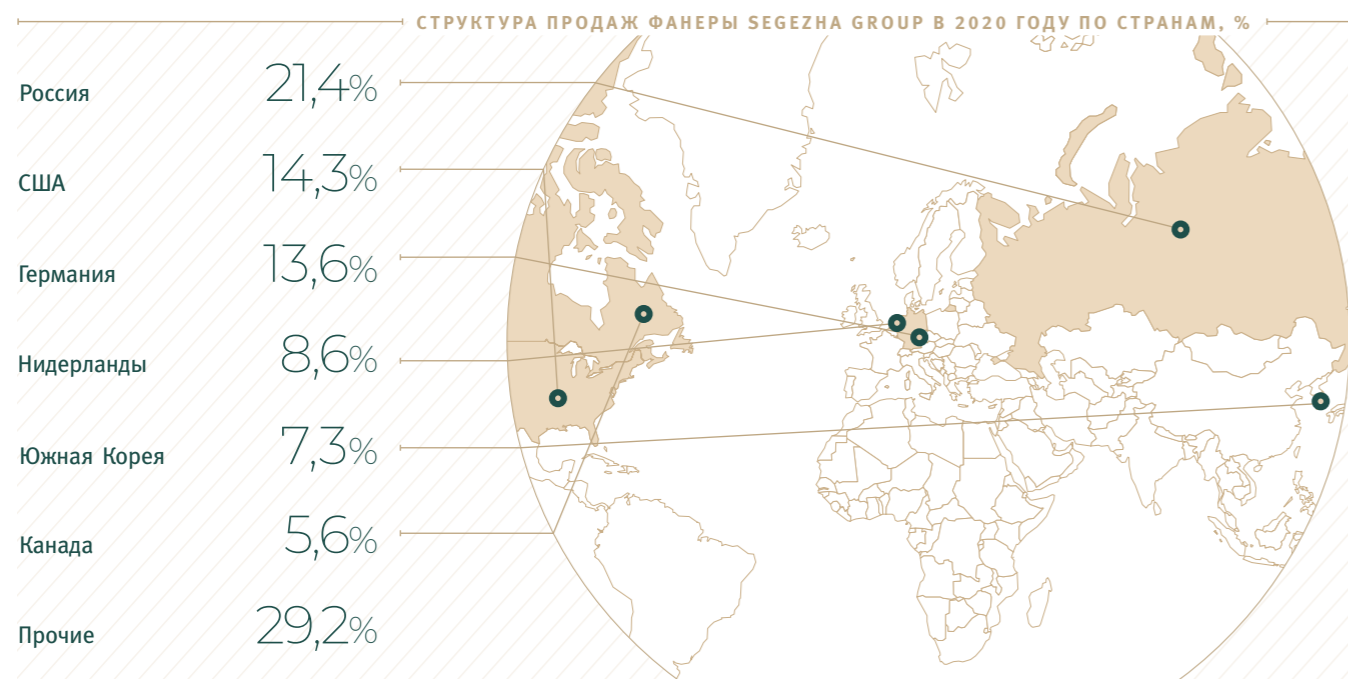 СТРУКТУРА ПРОДАЖ ФАНЕРЫ SEGEZHA GROUP В 2020 ГОДУ ПО СТРАНАМ, %
Россия 21,4%
США 14,3%
Германия 13,6%
Нидерланды 8,6%
Южная Корея 7,3%
Канада 5,6%
Прочие 29,2%